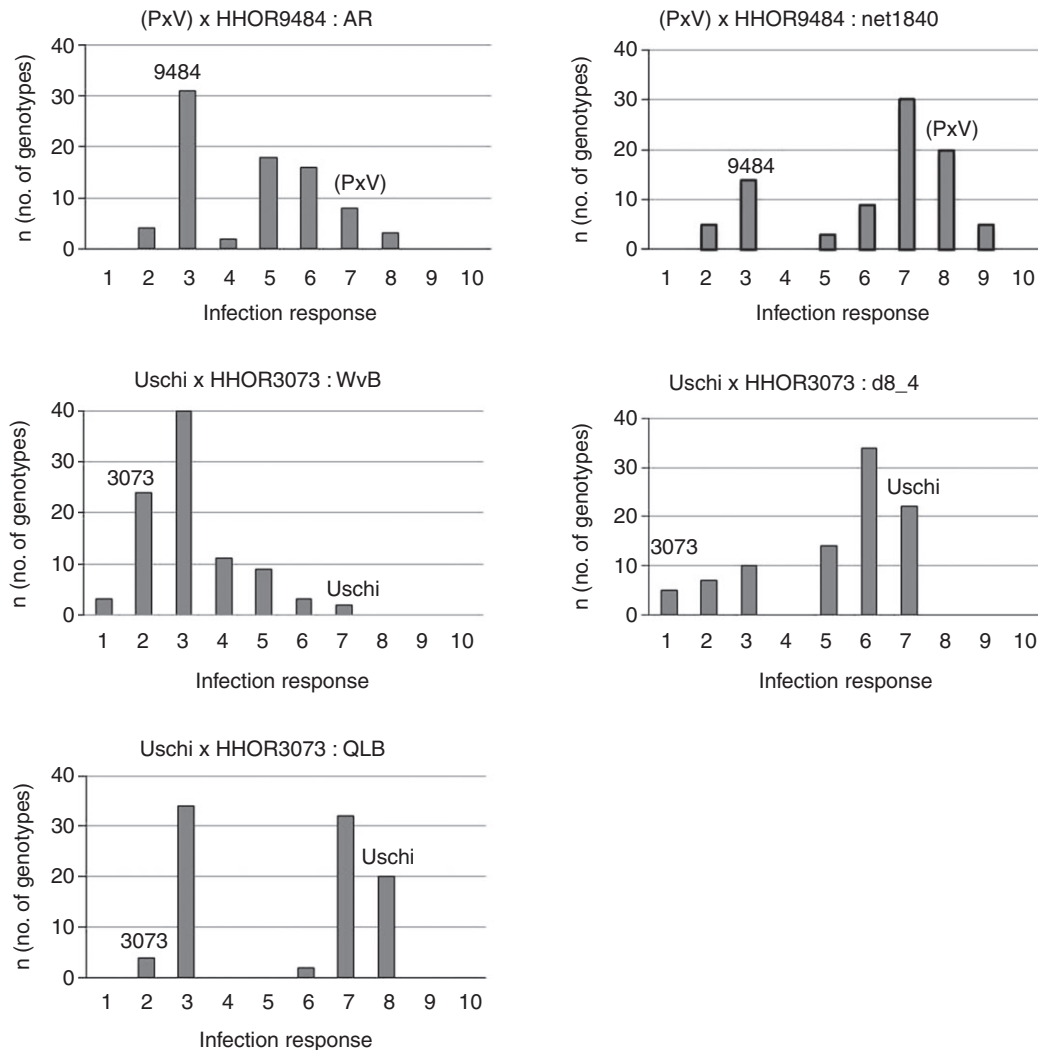 (PxV) x HHOR9484 : AR
n (no. of genotypes)
40
30
20
10
0
9484
(PxV)
1 2 3 4 5 6 7 8 9 10
Infection response
(PxV) x HHOR9484 : net1840
n (no. of genotypes)
40
30
20
10
0
9484
(PxV)
1 2 3 4 5 6 7 8 9 10
Infection response
Uschi x HHOR3073 : WvB
n (no. of genotypes)
40
30
20
10
0
3073
Uschi
1 2 3 4 5 6 7 8 9 10
Infection response
Uschi x HHOR3073 : d8_4
n (no. of genotypes)
40
30
20
10
0
3073
Uschi
1 2 3 4 5 6 7 8 9 10
Infection response
Uschi x HHOR3073 : QLB
n (no. of genotypes)
40
30
20
10
0
3073
Uschi
1 2 3 4 5 6 7 8 9 10
Infection response